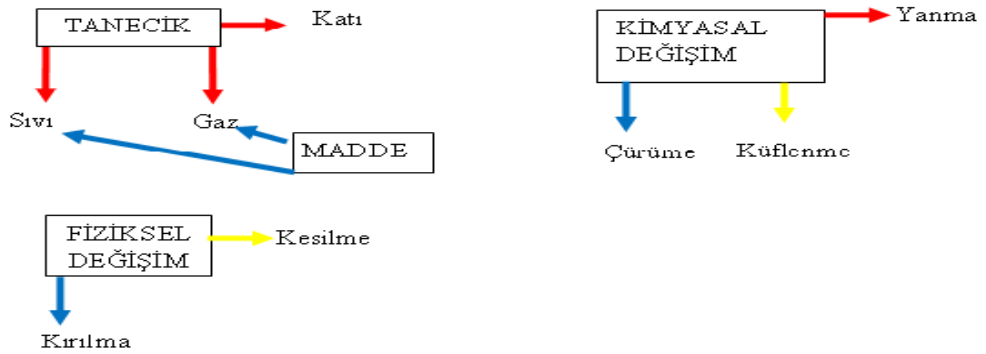 TANECİK
Katı
Sıvı
Gaz
MADDE
KİMYASAL
DEĞİŞİM
Yanma
Çürüme
Küflenme
FİZİKSEL
DEĞİŞİM
Kesilme
Kırılma